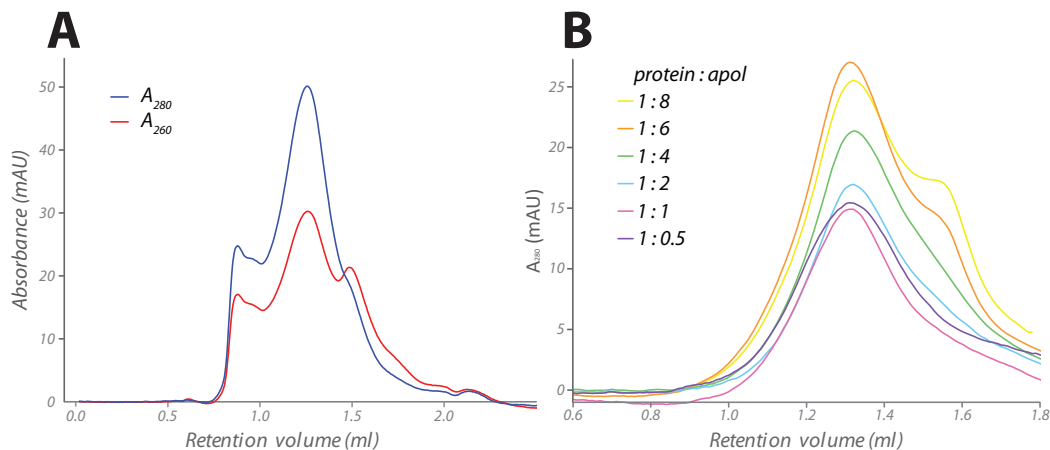 A
B
Absorbance (mAU)
50
40
30
20
10
0
A280
A260
0.0
0.5
1.0
1.5
2.0
Retention volume (ml)
A280 (mAU)
25
20
15
10
5
0
protein : apol
1 : 8
1 : 6
1 : 4
1 : 2
1 : 1
1 : 0.5
0.6
0.8
1.0
1.2
1.4
1.6
1.8
Retention volume (ml)